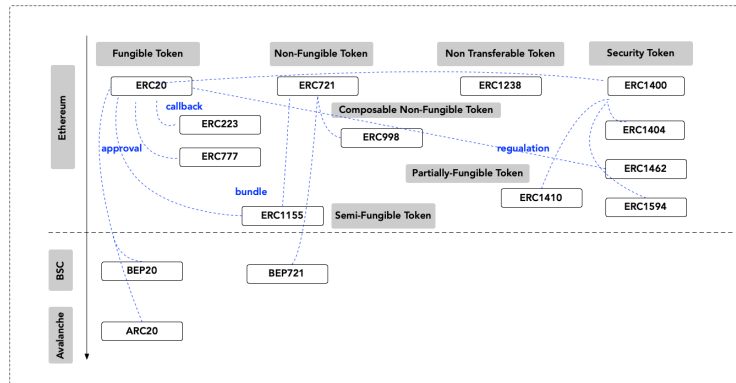 Fungible Token
Non-Fungible Token
Non Transferable Token
Security Token
Ethereum
ERC20
ERC721
ERC1238
ERC1400
callback
Composable Non-Fungible Token
ERC223
ERC998
ERC1404
approval
ERC777
regualation
ERC1462
Partially-Fungible Token
bundle
ERC1410
ERC1155
Semi-Fungible Token
ERC1594
BSC
BEP20
BEP721
Avalanche
ARC20